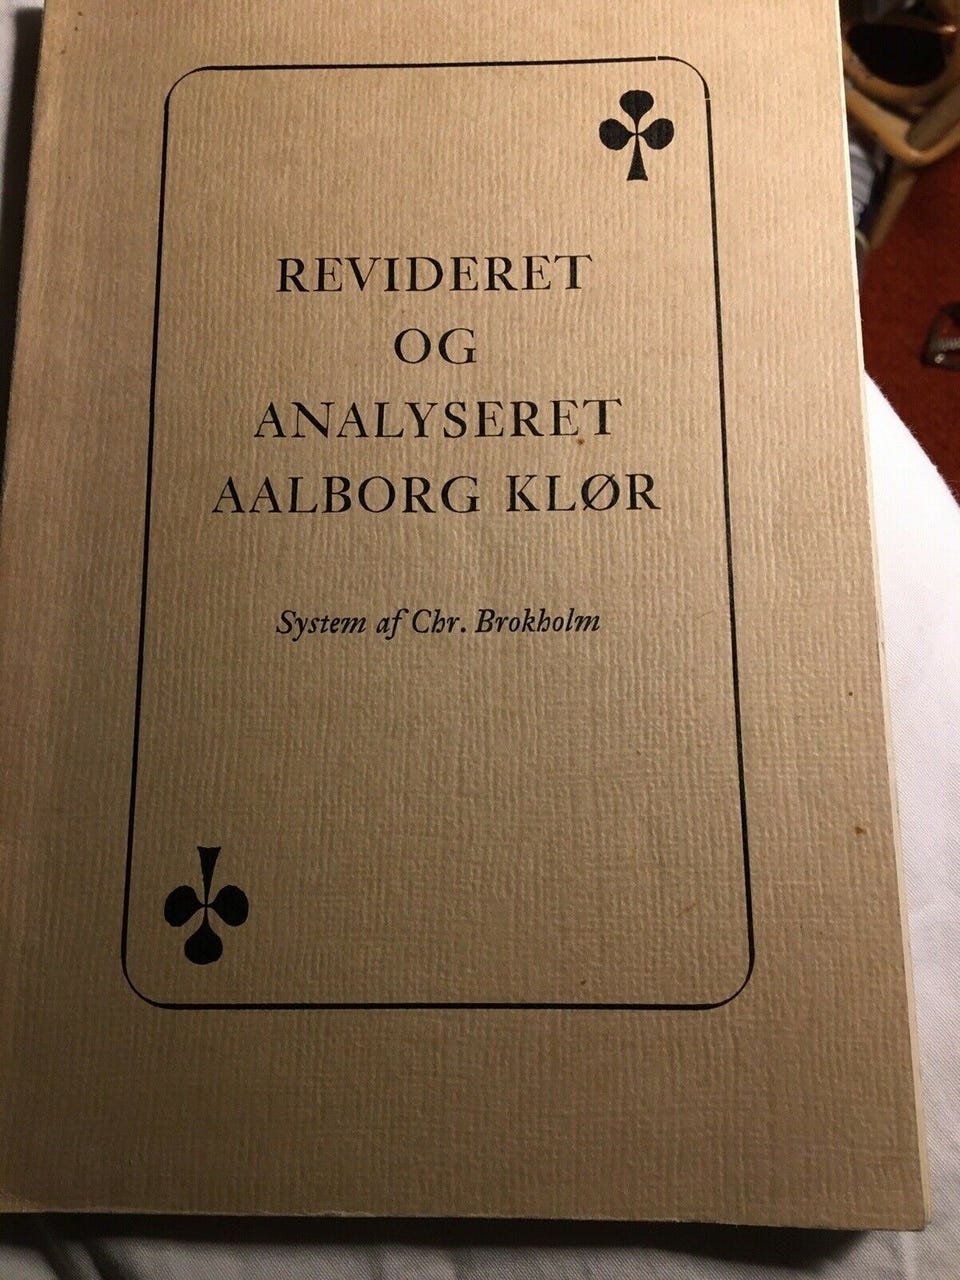 REVIDERET
OG
ANALYSERET
AALBORG KLØR
System af Chr. Brokholm